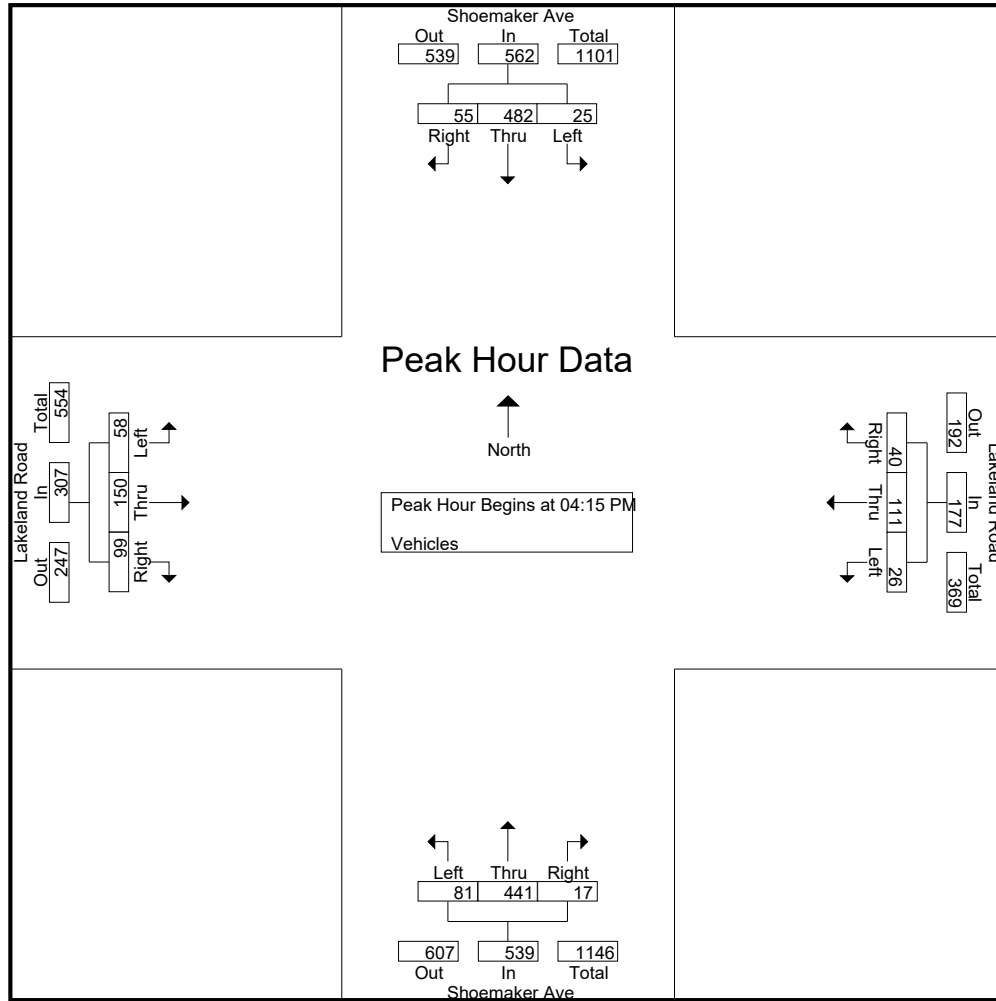 Shoemaker Ave
Out In Total
539 562 1101
55 482 25
Right Thru Left
Peak Hour Data
North
Peak Hour Begins at 04:15 PM
Vehicles
Lakeland Road
Out In Total
247 307 554
99 150 58
Right Thru Left
Lakeland Road
Out In Total
192 177 369
40 111 26
Right Thru Left
Left Thru Right
81 441 17
607 539 1146
Out In Total
Shoemaker Ave